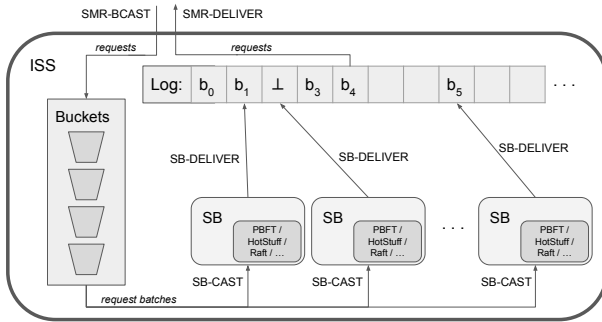 SMR-BCAST
SMR-DELIVER
requests
requests
ISS
Log: b0 b1 ⊥ b3 b4 b5 . . .
Buckets
SB-DELIVER
SB-DELIVER
SB-DELIVER
SB
PBFT /
HotStuff /
Raft / ...
SB
PBFT /
HotStuff /
Raft / ...
. . .
SB
PBFT /
HotStuff /
Raft / ...
SB-CAST
SB-CAST
SB-CAST
request batches